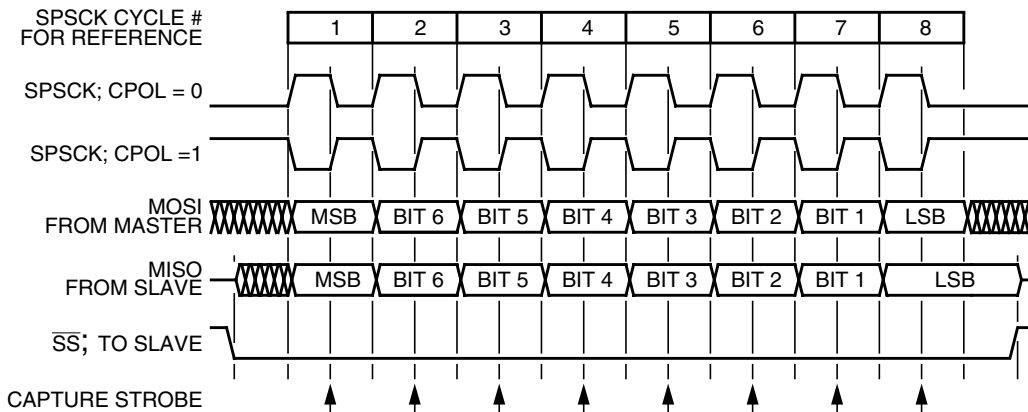 SPSCK CYCLE #
FOR REFERENCE
1 2 3 4 5 6 7 8
SPSCK; CPOL = 0
SPSCK; CPOL =1
MOSI
FROM MASTER
MSB BIT 6 BIT 5 BIT 4 BIT 3 BIT 2 BIT 1 LSB
MISO
FROM SLAVE
MSB BIT 6 BIT 5 BIT 4 BIT 3 BIT 2 BIT 1 LSB
SS; TO SLAVE
CAPTURE STROBE